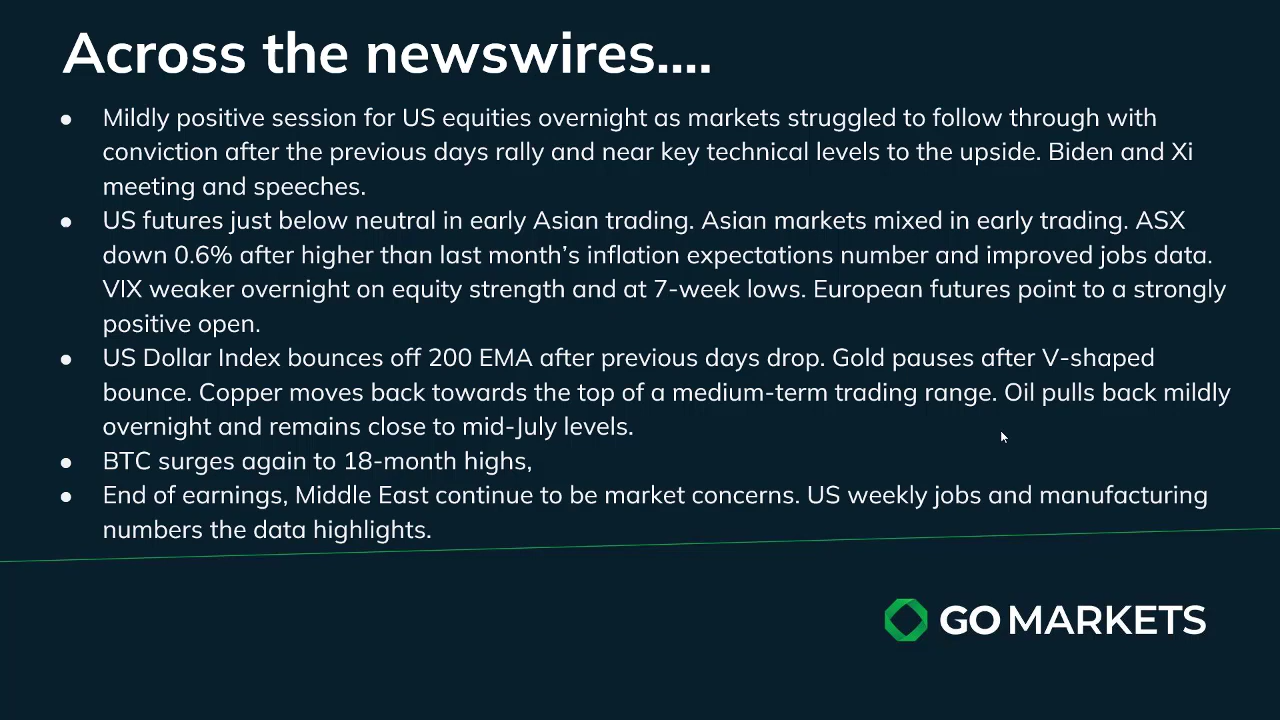 Across the newswires....
● Mildly positive session for US equities overnight as markets struggled to follow through with
conviction after the previous days rally and near key technical levels to the upside. Biden and Xi
meeting and speeches.
● US futures just below neutral in early Asian trading. Asian markets mixed in early trading. ASX
down 0.6% after higher than last month’s inflation expectations number and improved jobs data.
VIX weaker overnight on equity strength and at 7-week lows. European futures point to a strongly
positive open.
● US Dollar Index bounces off 200 EMA after previous days drop. Gold pauses after V-shaped
bounce. Copper moves back towards the top of a medium-term trading range. Oil pulls back mildly
overnight and remains close to mid-July levels.
● BTC surges again to 18-month highs,
● End of earnings, Middle East continue to be market concerns. US weekly jobs and manufacturing
numbers the data highlights.
GO MARKETS